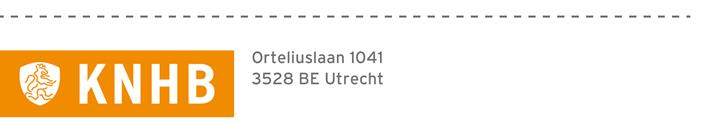 KNHB
Orteliuslaan 1041
3528 BE Utrecht